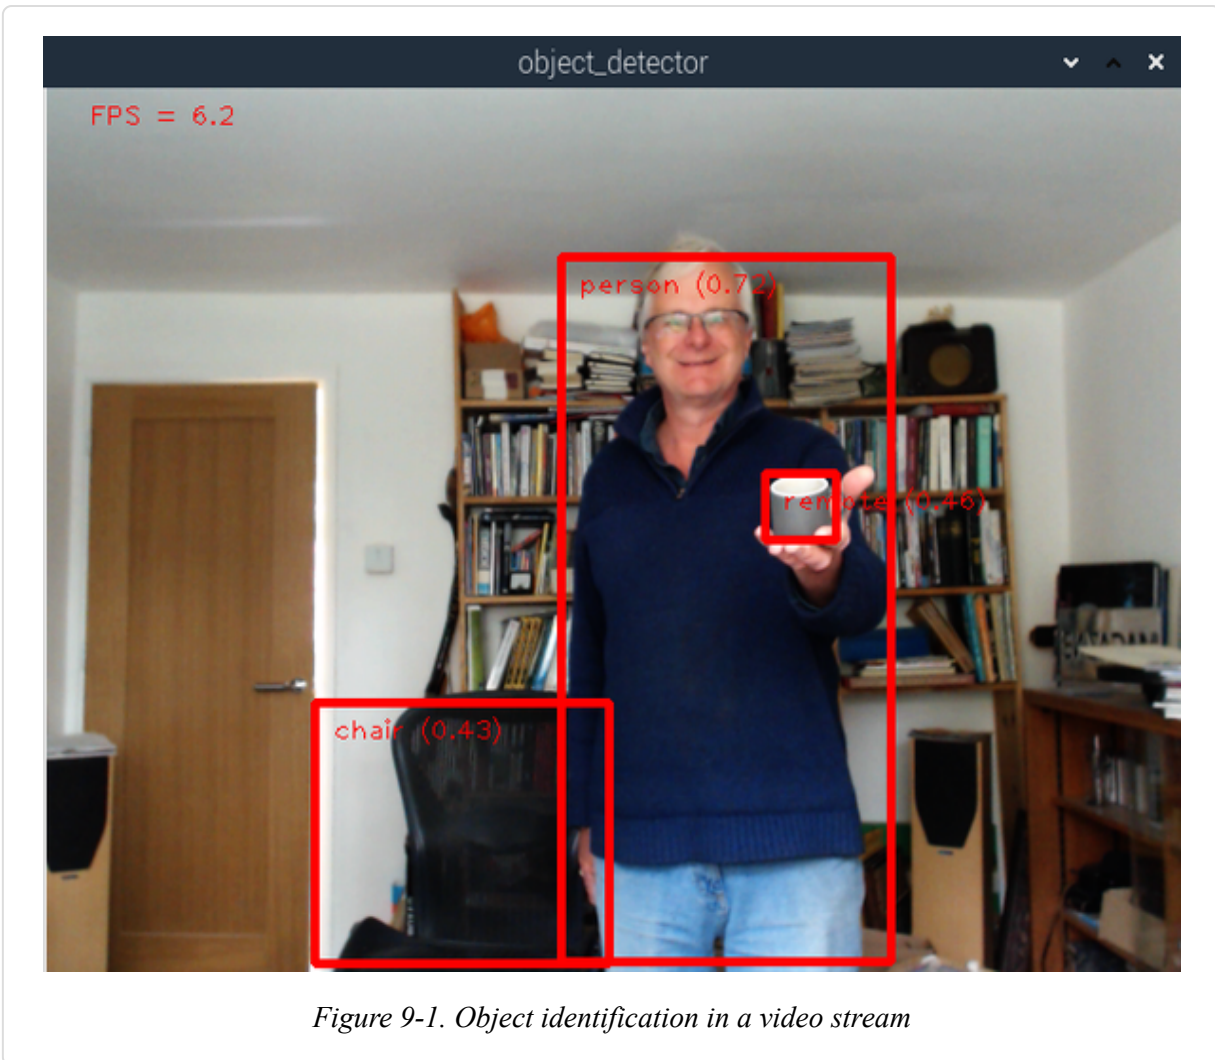 object_detector
FPS = 6.2
person (0.72)
remote (0.46)
chair (0.43)
Figure 9-1. Object identification in a video stream